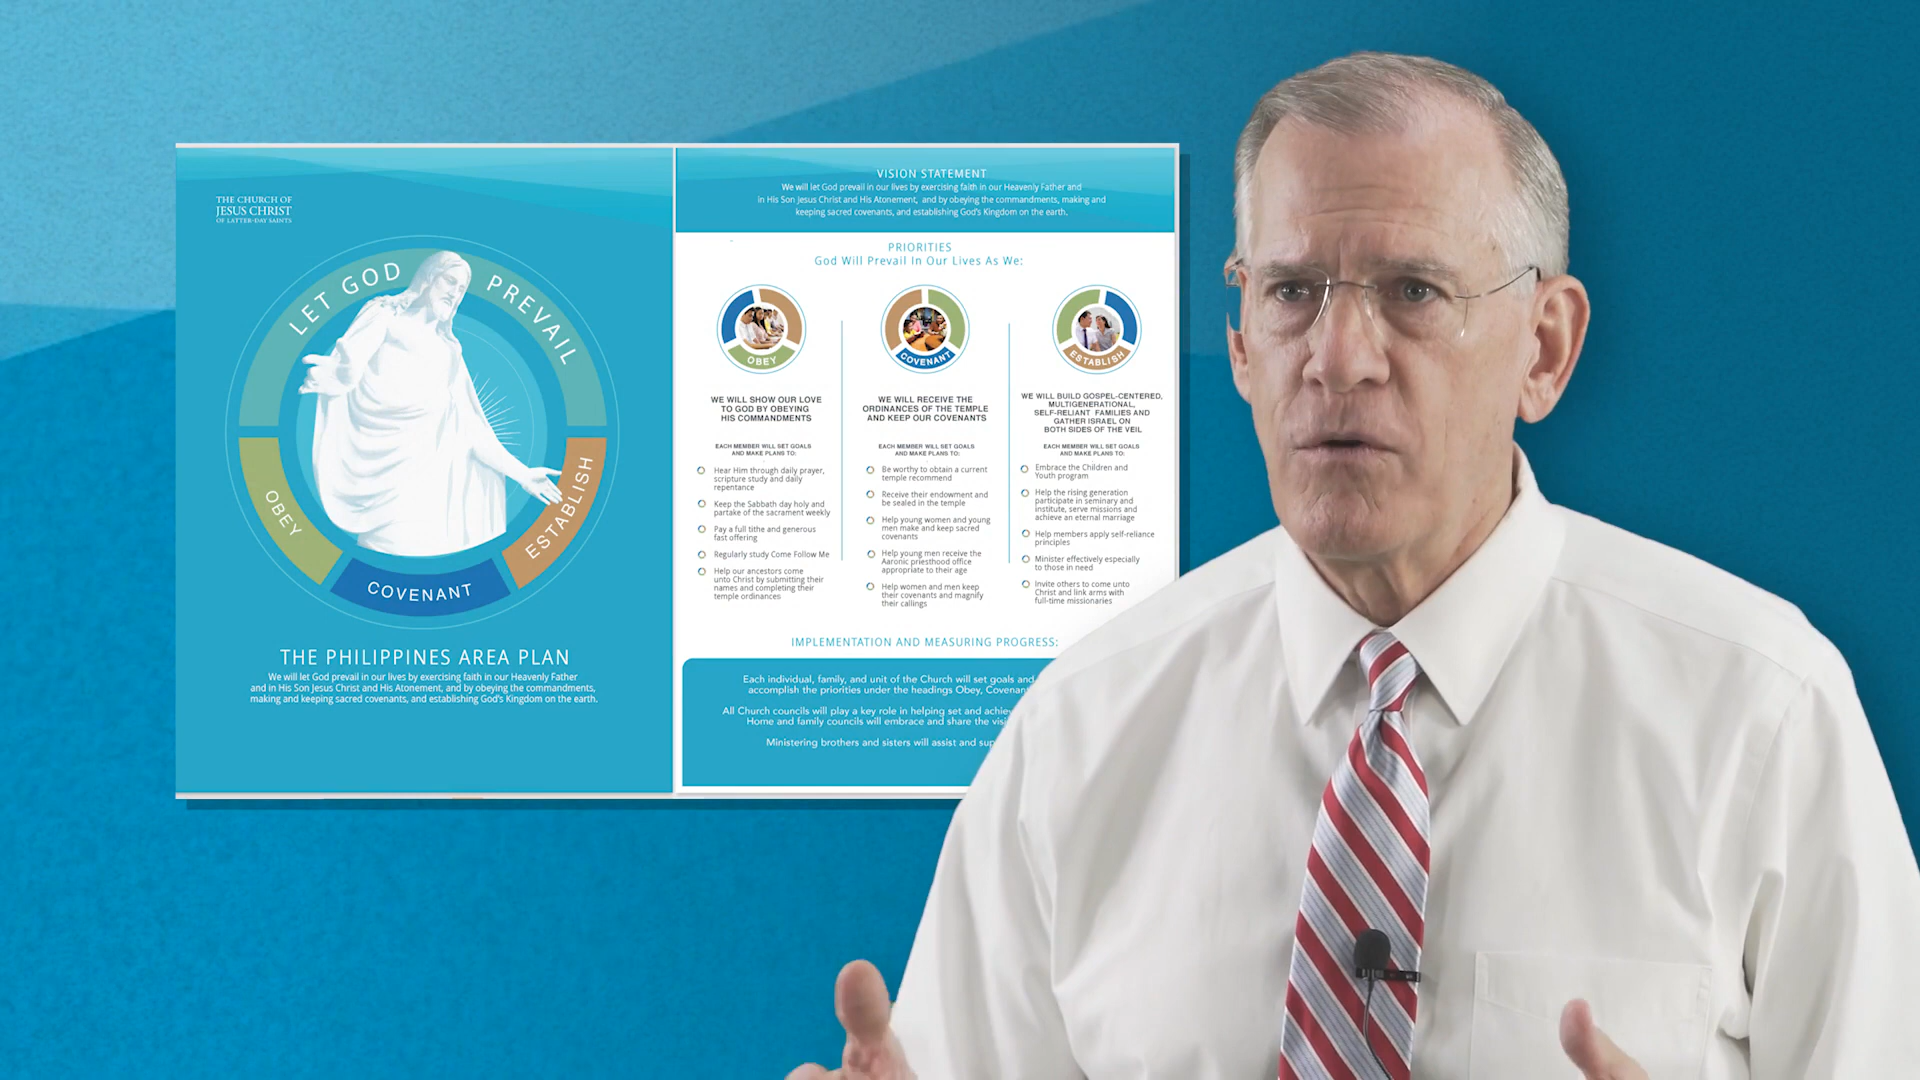 THE CHURCH OF
JESUS CHRIST
OF LATTER-DAY SAINTS
LET GOD PREVAIL
OBEY
COVENANT
ESTABLISH
THE PHILIPPINES AREA PLAN
We will let God prevail in our lives by exercising faith in our Heavenly Father
and in His Son Jesus Christ and His Atonement, and by obeying the commandments,
making and keeping sacred covenants, and establishing God's Kingdom on the earth.
VISION STATEMENT
We will let God prevail in our lives by exercising faith in our Heavenly Father and
in His Son Jesus Christ and His Atonement, and by obeying the commandments, making and
keeping sacred covenants, and establishing God's Kingdom on the earth.
PRIORITIES
God Will Prevail In Our Lives As We:
OBEY
WE WILL SHOW OUR LOVE
TO GOD BY OBEYING
HIS COMMANDMENTS
EACH MEMBER WILL SET GOALS
AND MAKE PLANS TO:
Hear Him through daily prayer,
scripture study and daily
repentance
Keep the Sabbath day holy and
partake of the sacrament weekly
Pay a full tithe and generous
fast offering
Regularly study Come Follow Me
Help our ancestors come
unto Christ by submitting their
names and completing their
temple ordinances
COVENANT
WE WILL RECEIVE THE
ORDINANCES OF THE TEMPLE
AND KEEP OUR COVENANTS
EACH MEMBER WILL SET GOALS
AND MAKE PLANS TO:
Be worthy to obtain a current
temple recommend
Receive their endowment and
be sealed in the temple
Help young women and young
men make and keep sacred
covenants
Help young men receive the
Aaronic priesthood office
appropriate to their age
Help women and men keep
their covenants and magnify
their callings
ESTABLISH
WE WILL BUILD GOSPEL-CENTERED,
MULTIGENERATIONAL,
SELF-RELIANT FAMILIES AND
GATHER ISRAEL ON
BOTH SIDES OF THE VEIL
EACH MEMBER WILL SET GOALS
AND MAKE PLANS TO:
Embrace the Children and
Youth program
Help the rising generation
participate in seminary and
institute, serve missions and
achieve an eternal marriage
Help members apply self-reliance
principles
Minister effectively especially
to those in need
Invite others to come unto
Christ and link arms with
full-time missionaries
IMPLEMENTATION AND MEASURING PROGRESS:
Each individual, family, and unit of the Church will set goals and
accomplish the priorities under the headings Obey, Covenan
All Church councils will play a key role in helping set and achie
Home and family councils will embrace and share the vis
Ministering brothers and sisters will assist and sup